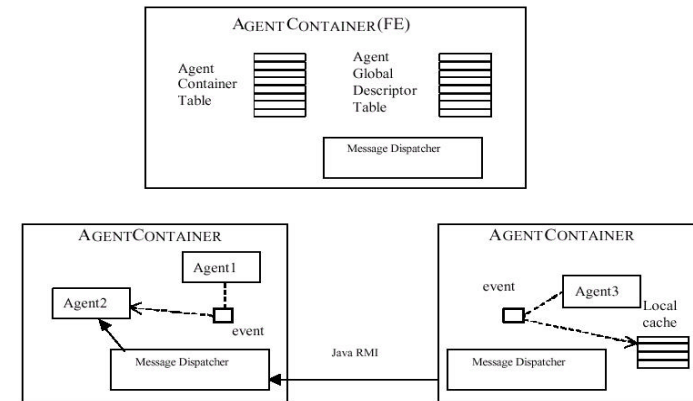 AGENTCONTAINER(FE)
Agent
Container
Table
Agent
Global
Descriptor
Table
Message Dispatcher
AGENTCONTAINER
Agent1
Agent2
event
Message Dispatcher
Java RMI
AGENTCONTAINER
event
Agent3
Local
cache
Message Dispatcher